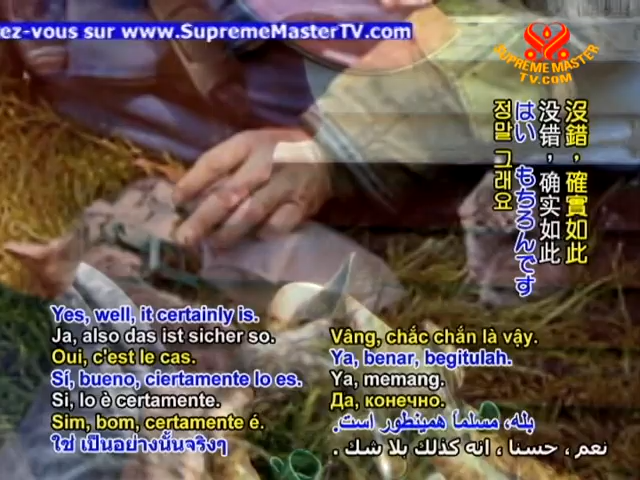 ez-vous sur www.SupremeMasterTV.com
SUPREME MASTER
TV.COM
沒錯，確實如此
没错，确实如此
はい もちろんです
정말 그래요
Yes, well, it certainly is.
Ja, also das ist sicher so.
Oui, c'est le cas.
Sí, bueno, ciertamente lo es.
Si, lo è certamente.
Sim, bom, certamente é.
ใช่ เป็นอย่างนั้นจริงๆ
Vâng, chắc chắn là vậy.
Ya, benar, begitulah.
Ya, memang.
Да, конечно.
بله، مسلماً همینطور است.
نعم ، حسنا ، انه كذلك بلا شك .